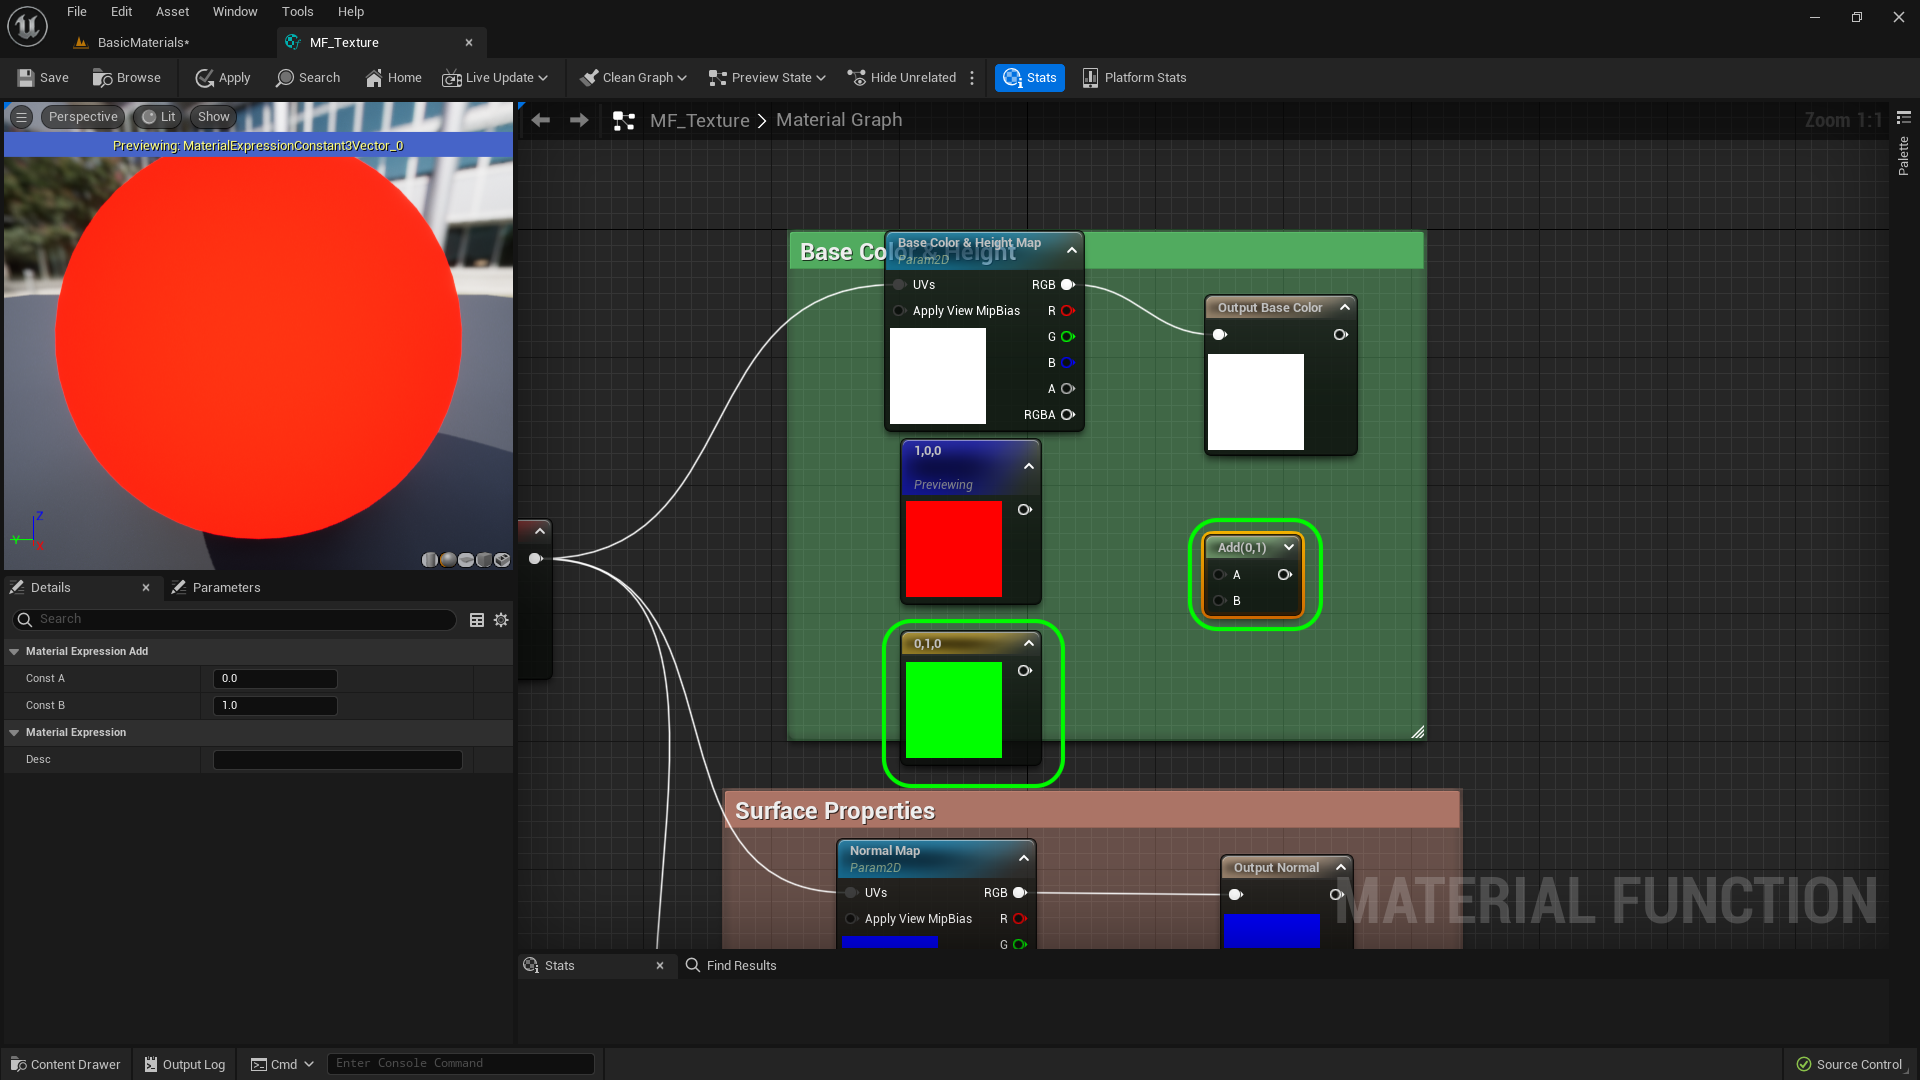 File Edit Asset Window Tools Help
BasicMaterials*
MF_Texture
Save Browse Apply Search Home Live Update Clean Graph Preview State Hide Unrelated Stats Platform Stats
Perspective Lit Show
Previewing: MaterialExpressionConstant3Vector_0
Z
Y
X
MF_Texture > Material Graph
Zoom 1:1
Palette
Base Color & Height
Base Color & Height Map
Param2D
UVs RGB
Apply View MipBias R
G
B
A
RGBA
Output Base Color
1,0,0
Previewing
Add(0,1)
A
B
0,1,0
Surface Properties
Normal Map
Param2D
UVs RGB
Apply View MipBias R
G
Output Normal
MATERIAL FUNCTION
Details Parameters
Search
Material Expression Add
Const A 0.0
Const B 1.0
Material Expression
Desc
Stats Find Results
Content Drawer Output Log Cmd Enter Console Command Source Control